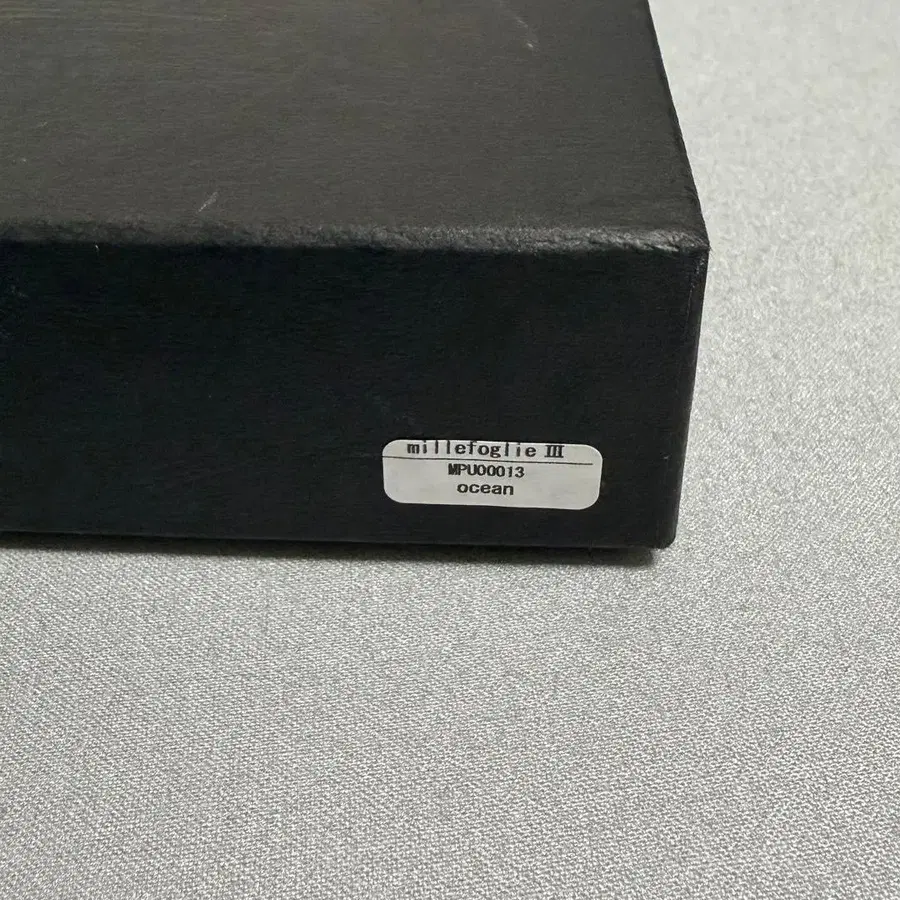 millefoglie Ⅲ
MPU00013
ocean